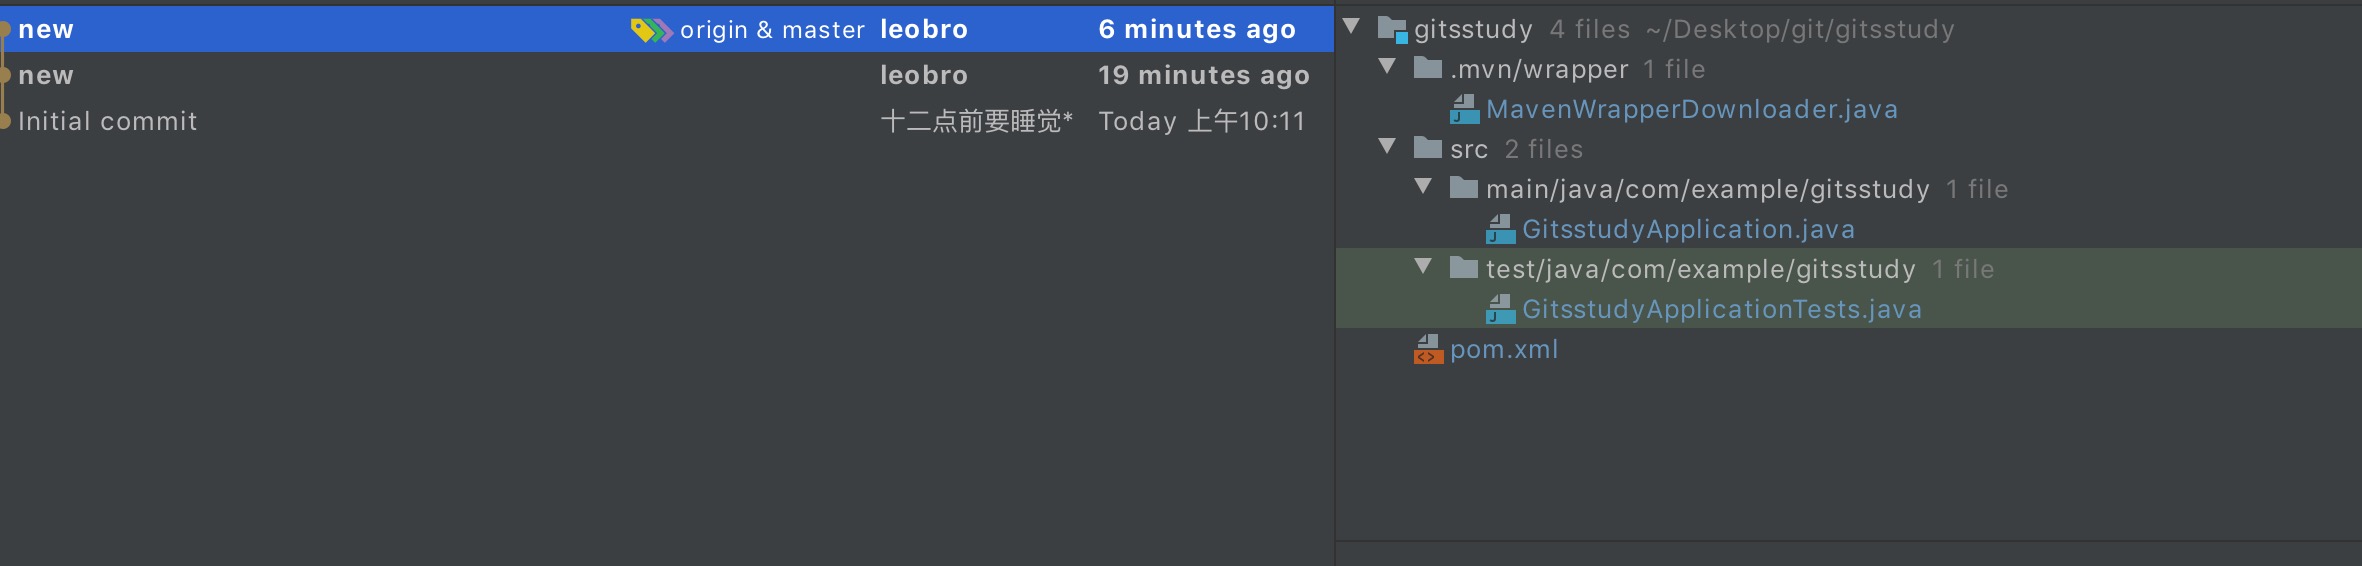 new origin & master leobro 6 minutes ago
new leobro 19 minutes ago
Initial commit 十二点前要睡觉* Today 上午10:11
gitsstudy 4 files ~/Desktop/git/gitsstudy
.mvn/wrapper 1 file
MavenWrapperDownloader.java
src 2 files
main/java/com/example/gitsstudy 1 file
GitsstudyApplication.java
test/java/com/example/gitsstudy 1 file
GitsstudyApplicationTests.java
pom.xml